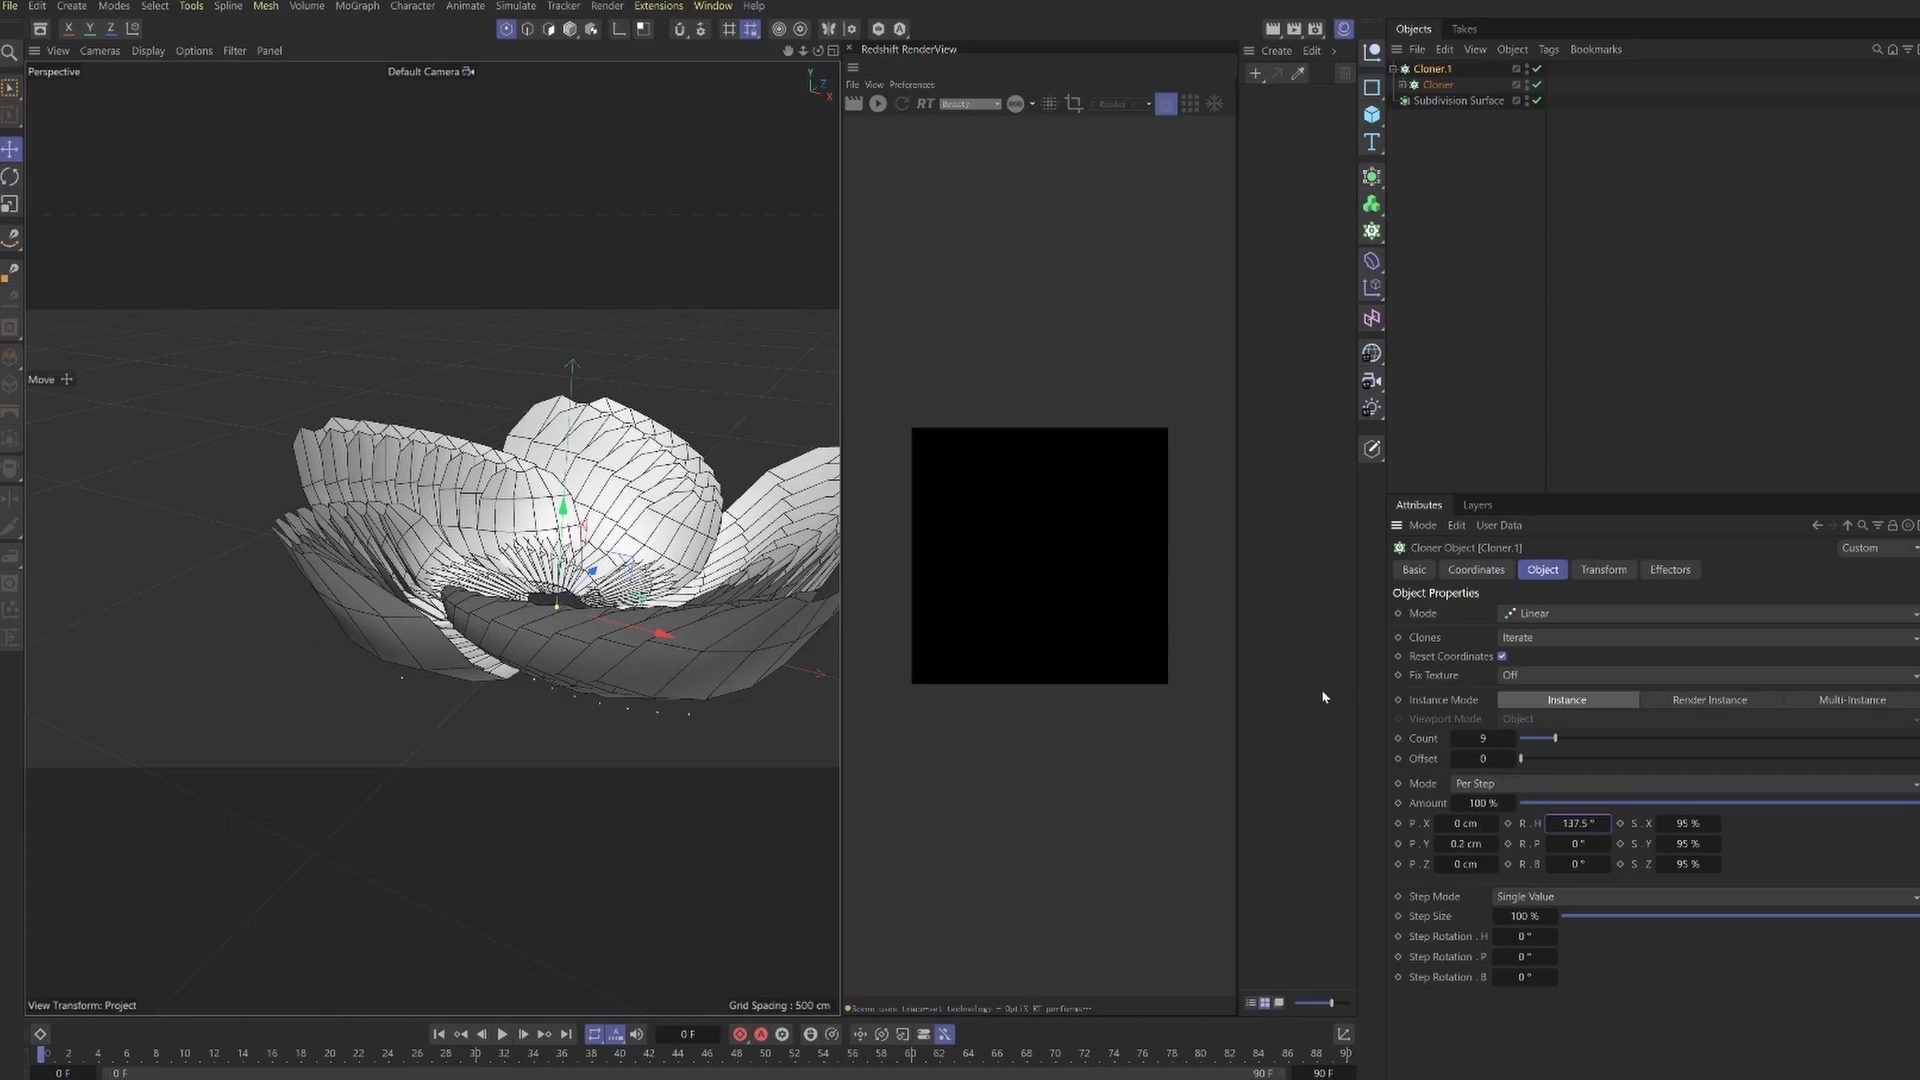 File Edit Create Modes Select Tools Spline Mesh Volume MoGraph Character Animate Simulate Tracker Render Extensions Window Help
X Y Z
View Cameras Display Options Filter Panel
Perspective
Default Camera
Y
Z
X
Move
View Transform: Project
Grid Spacing : 500 cm
Redshift RenderView
File View Preferences
RT Beauty
RGB
< Render >
Create Edit
Objects Takes
File Edit View Object Tags Bookmarks
Cloner.1
Cloner
Subdivision Surface
Attributes Layers
Mode Edit User Data
Cloner Object [Cloner.1]
Custom
Basic Coordinates Object Transform Effectors
Object Properties
Mode Linear
Clones Iterate
Reset Coordinates
Fix Texture Off
Instance Mode Instance Render Instance Multi-Instance
Viewport Mode Object
Count 9
Offset 0
Mode Per Step
Amount 100 %
P . X 0 cm R . H 137.5 ° S . X 95 %
P . Y 0.2 cm R . P 0 ° S . Y 95 %
P . Z 0 cm R . B 0 ° S . Z 95 %
Step Mode Single Value
Step Size 100 %
Step Rotation . H 0 °
Step Rotation . P 0 °
Step Rotation . B 0 °
0 F
0 2 4 6 8 10 12 14 16 18 20 22 24 26 28 30 32 34 36 38 40 42 44 46 48 50 52 54 56 58 60 62 64 66 68 70 72 74 76 78 80 82 84 86 88 90
0 F 0 F 90 F 90 F